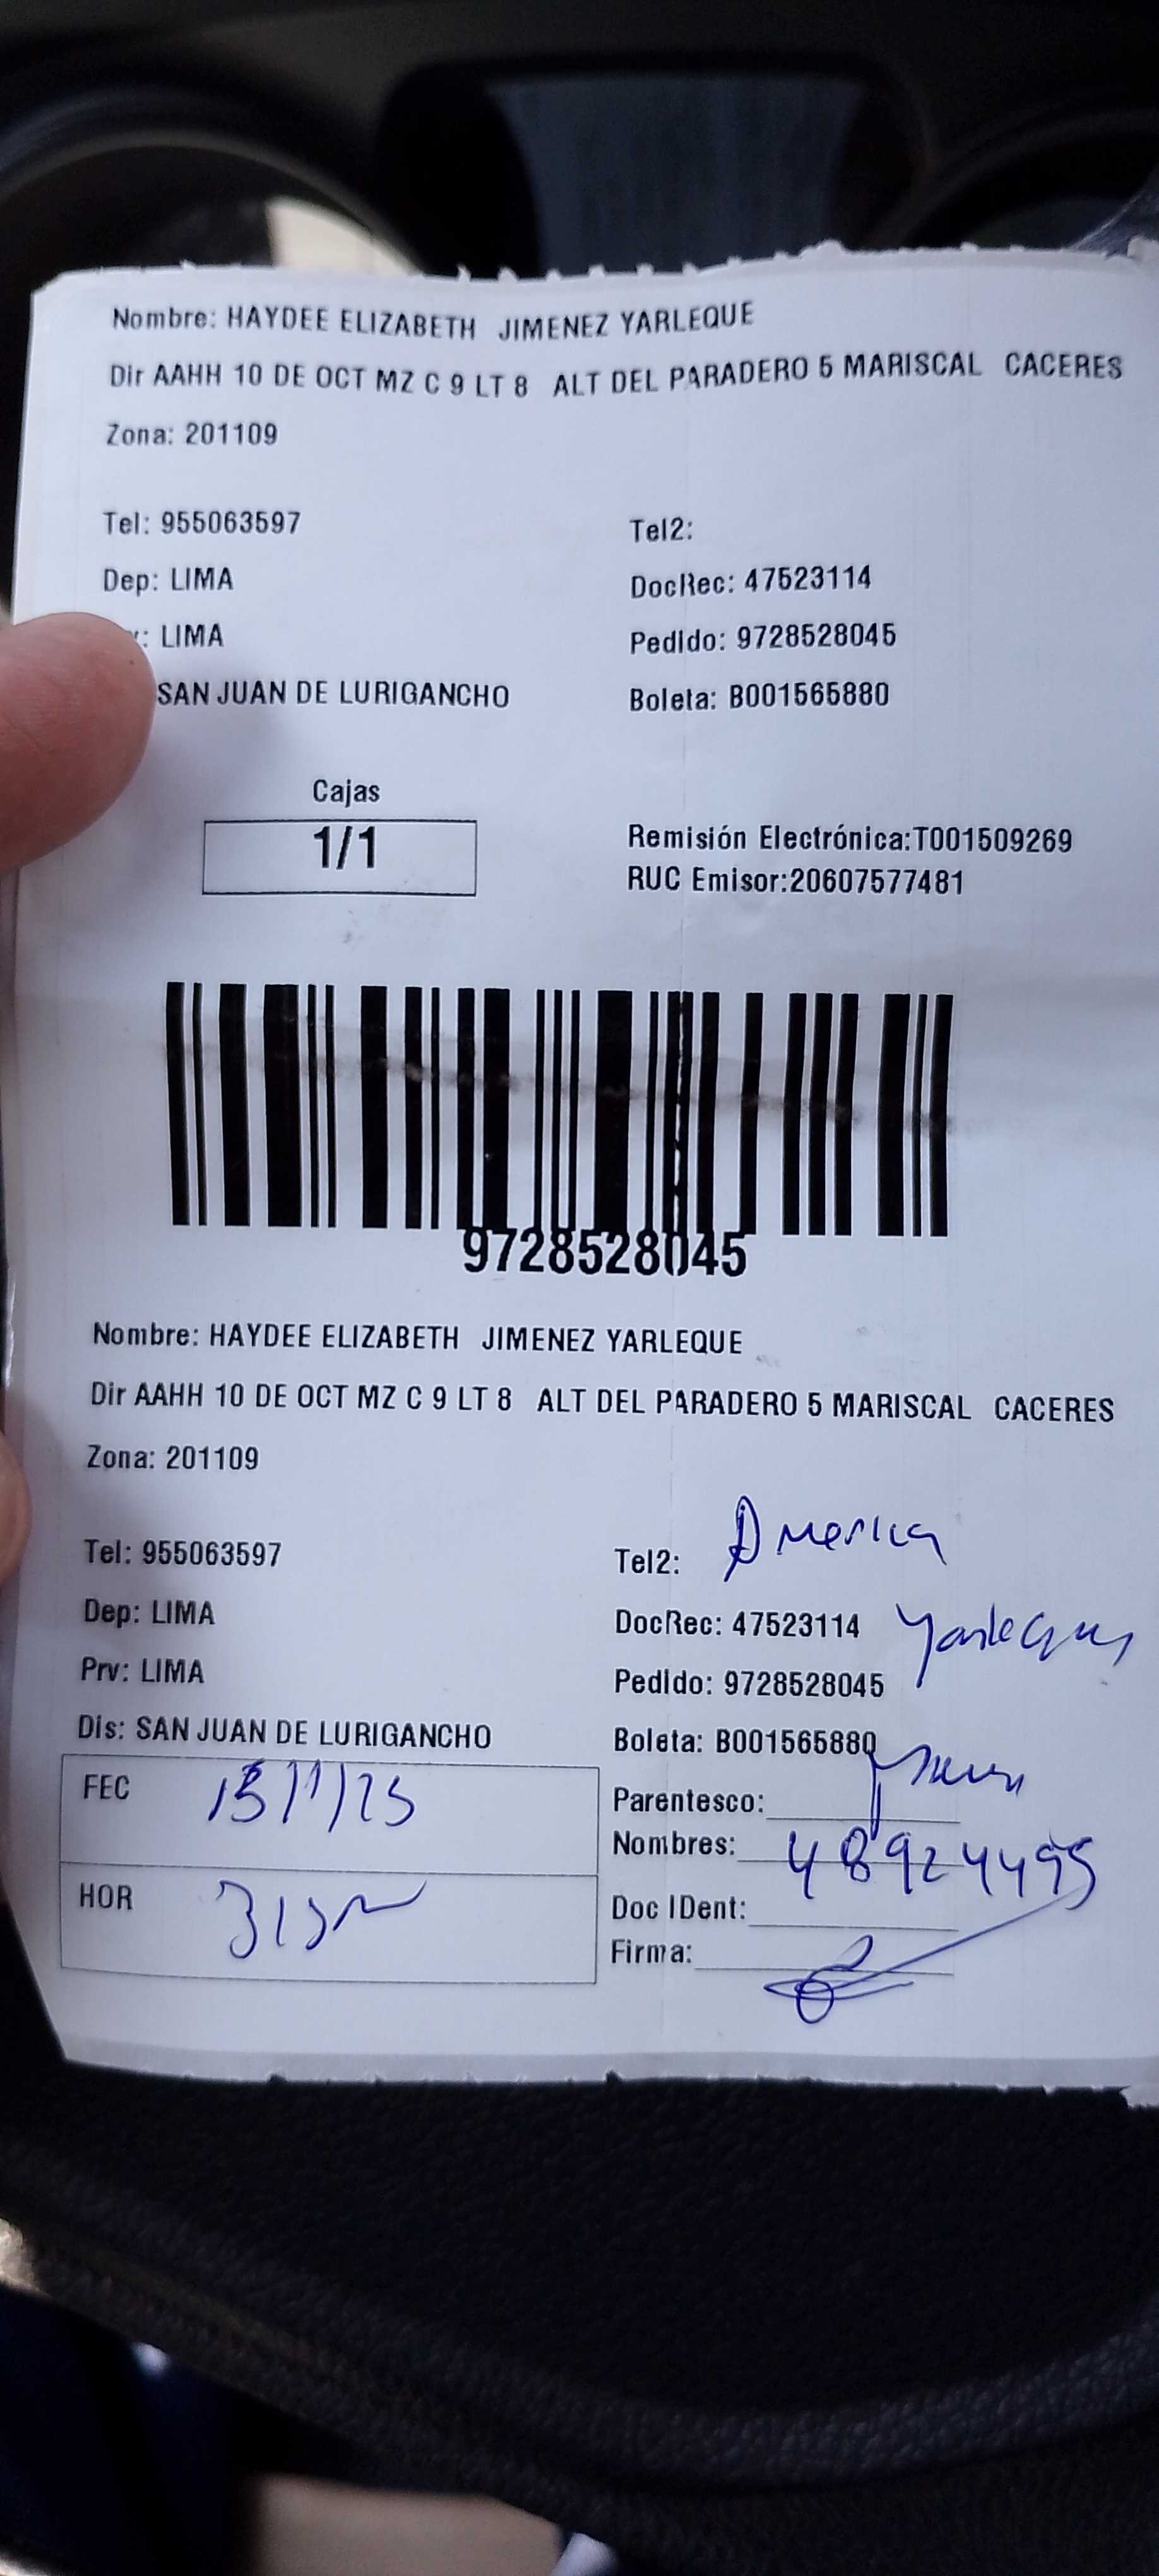 Nombre: HAYDEE ELIZABETH JIMENEZ YARLEQUE
Dir AAHH 10 DE OCT MZ C 9 LT 8 ALT DEL PARADERO 5 MARISCAL CACERES
Zona: 201109
Tel: 955063597 Tel2:
Dep: LIMA DocRec: 47523114
: LIMA Pedido: 9728528045
SAN JUAN DE LURIGANCHO Boleta: B001565880
Cajas
1/1
Remisión Electrónica:T001509269
RUC Emisor:20607577481
9728528045
Nombre: HAYDEE ELIZABETH JIMENEZ YARLEQUE
Dir AAHH 10 DE OCT MZ C 9 LT 8 ALT DEL PARADERO 5 MARISCAL CACERES
Zona: 201109
Tel: 955063597 Tel2: America
Dep: LIMA DocRec: 47523114 Yarleque
Prv: LIMA Pedido: 9728528045
Dis: SAN JUAN DE LURIGANCHO Boleta: B001565880
FEC
Parentesco:
Nombres: 48924495
HOR
Doc IDent:
Firma: